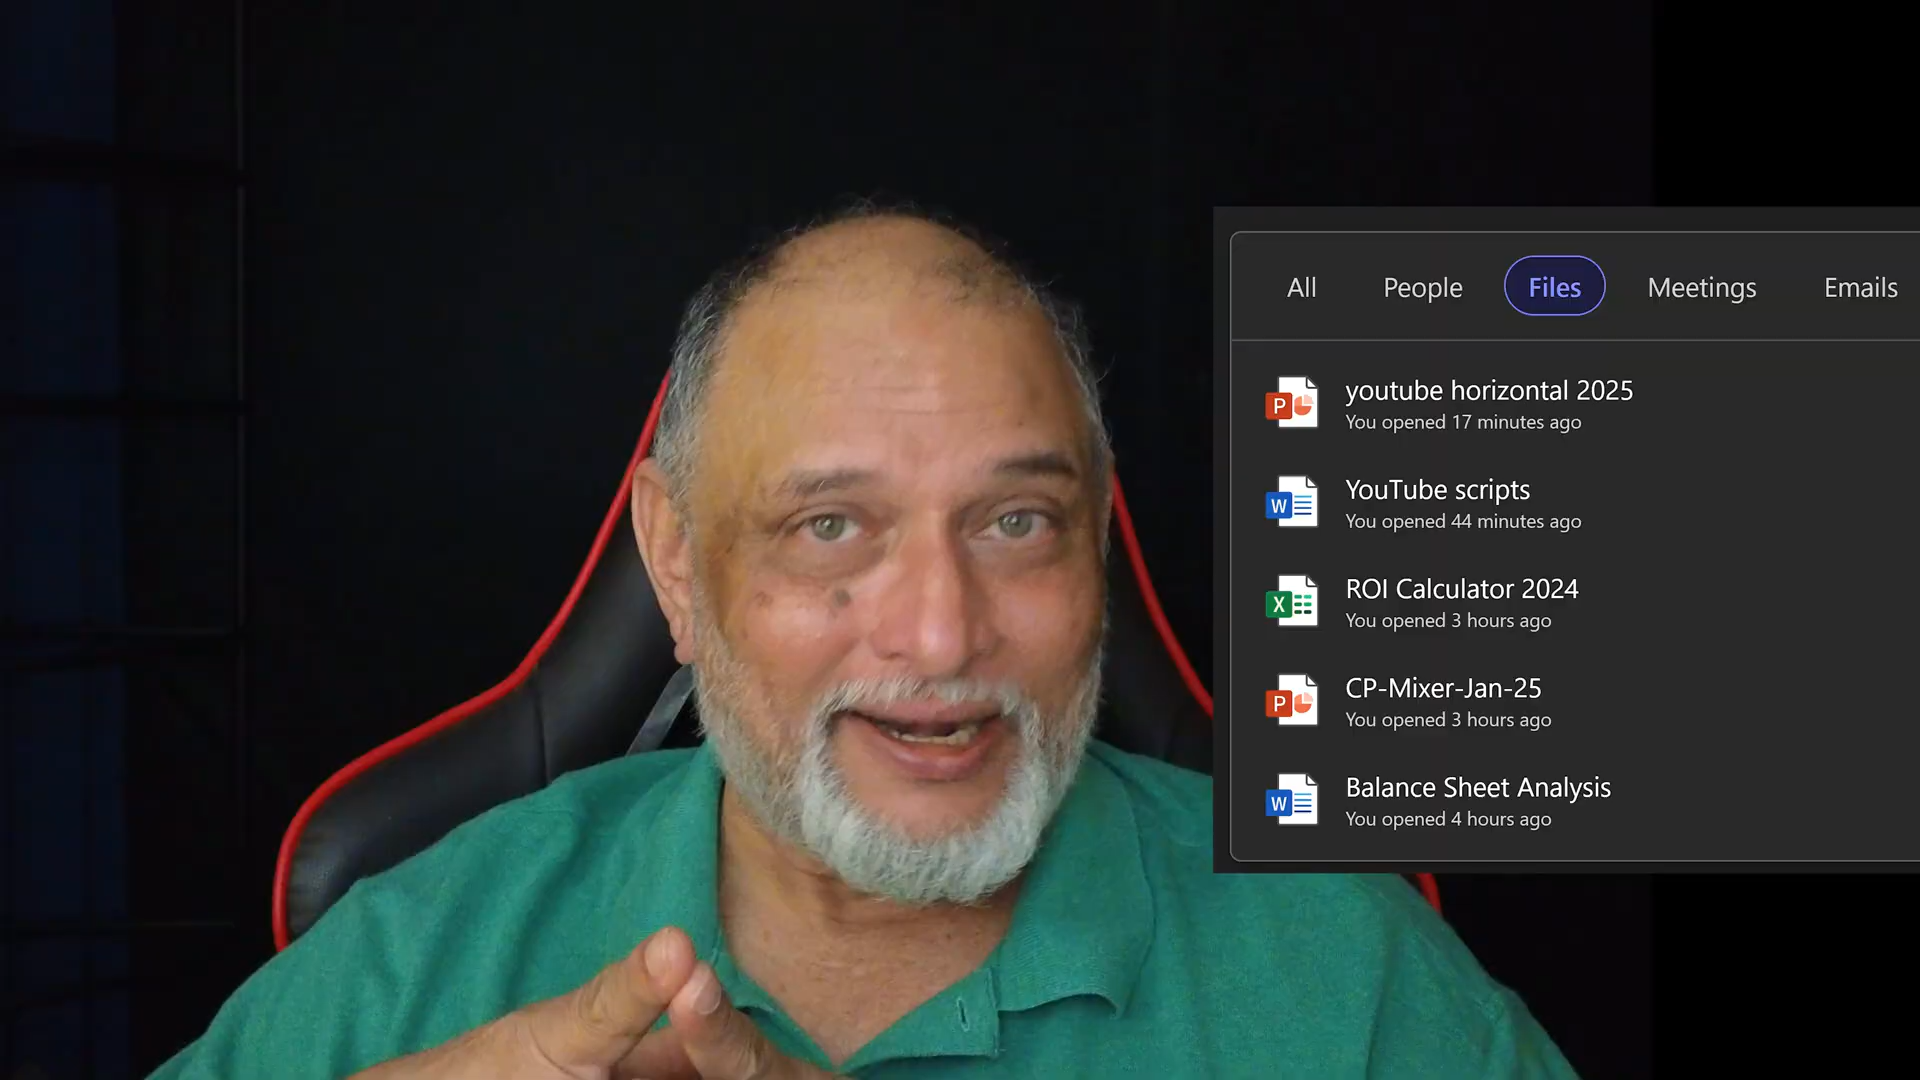 All People Files Meetings Emails
youtube horizontal 2025
You opened 17 minutes ago
YouTube scripts
You opened 44 minutes ago
ROI Calculator 2024
You opened 3 hours ago
CP-Mixer-Jan-25
You opened 3 hours ago
Balance Sheet Analysis
You opened 4 hours ago
P
W
X
P
W